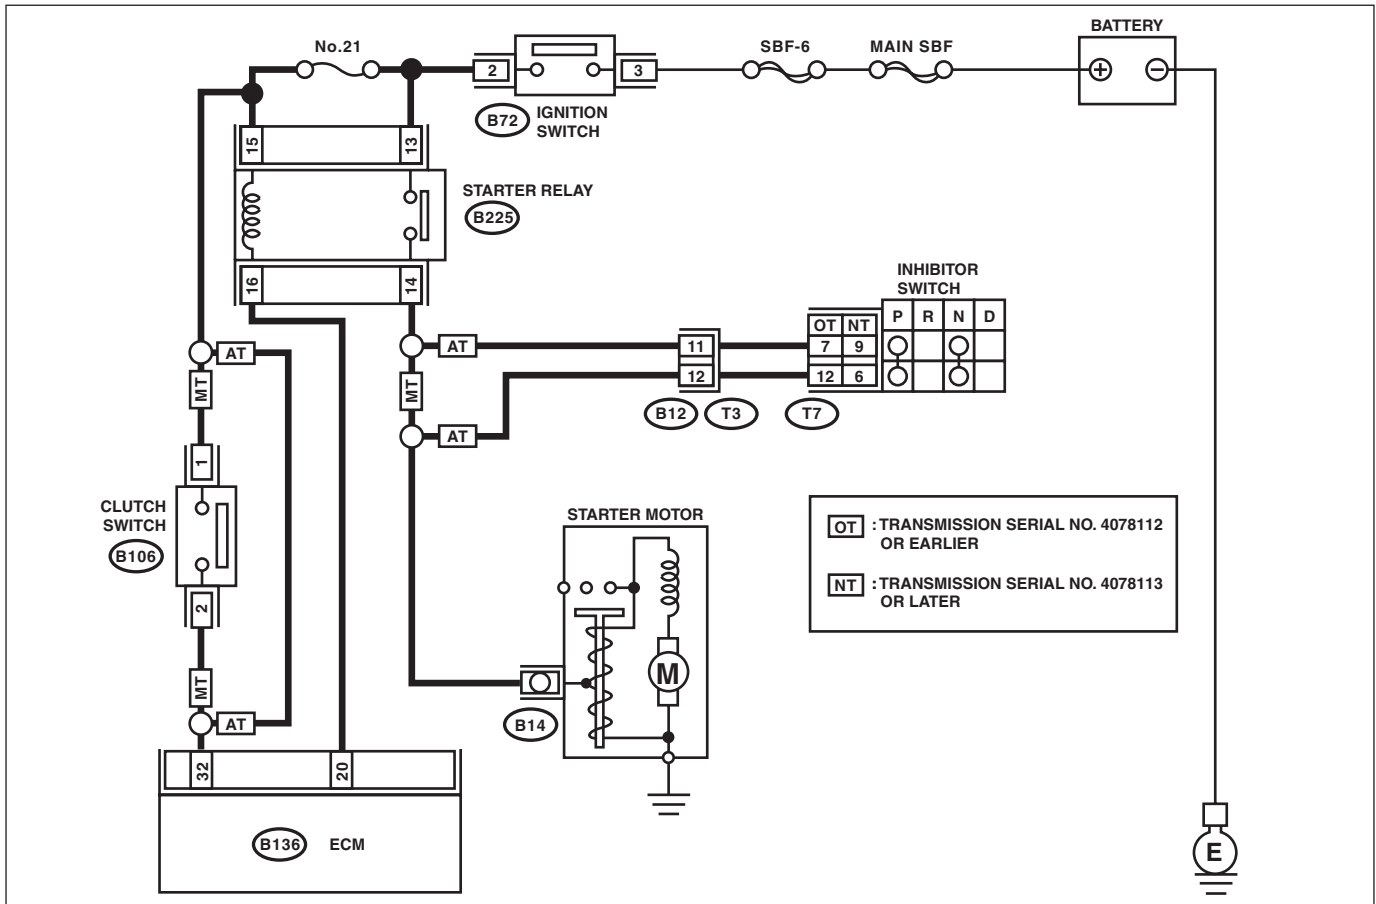 No.21
SBF-6
MAIN SBF
BATTERY
2
3
+
−
B72
IGNITION
SWITCH
15
13
STARTER RELAY
B225
16
14
INHIBITOR
SWITCH
P R N D
OT NT
AT
AT
11
7 9
MT
MT
12
12 6
B12
T3
T7
AT
1
CLUTCH
SWITCH
B106
STARTER MOTOR
OT : TRANSMISSION SERIAL NO. 4078112
OR EARLIER
NT : TRANSMISSION SERIAL NO. 4078113
OR LATER
2
M
MT
B14
AT
32
20
B136 ECM
E